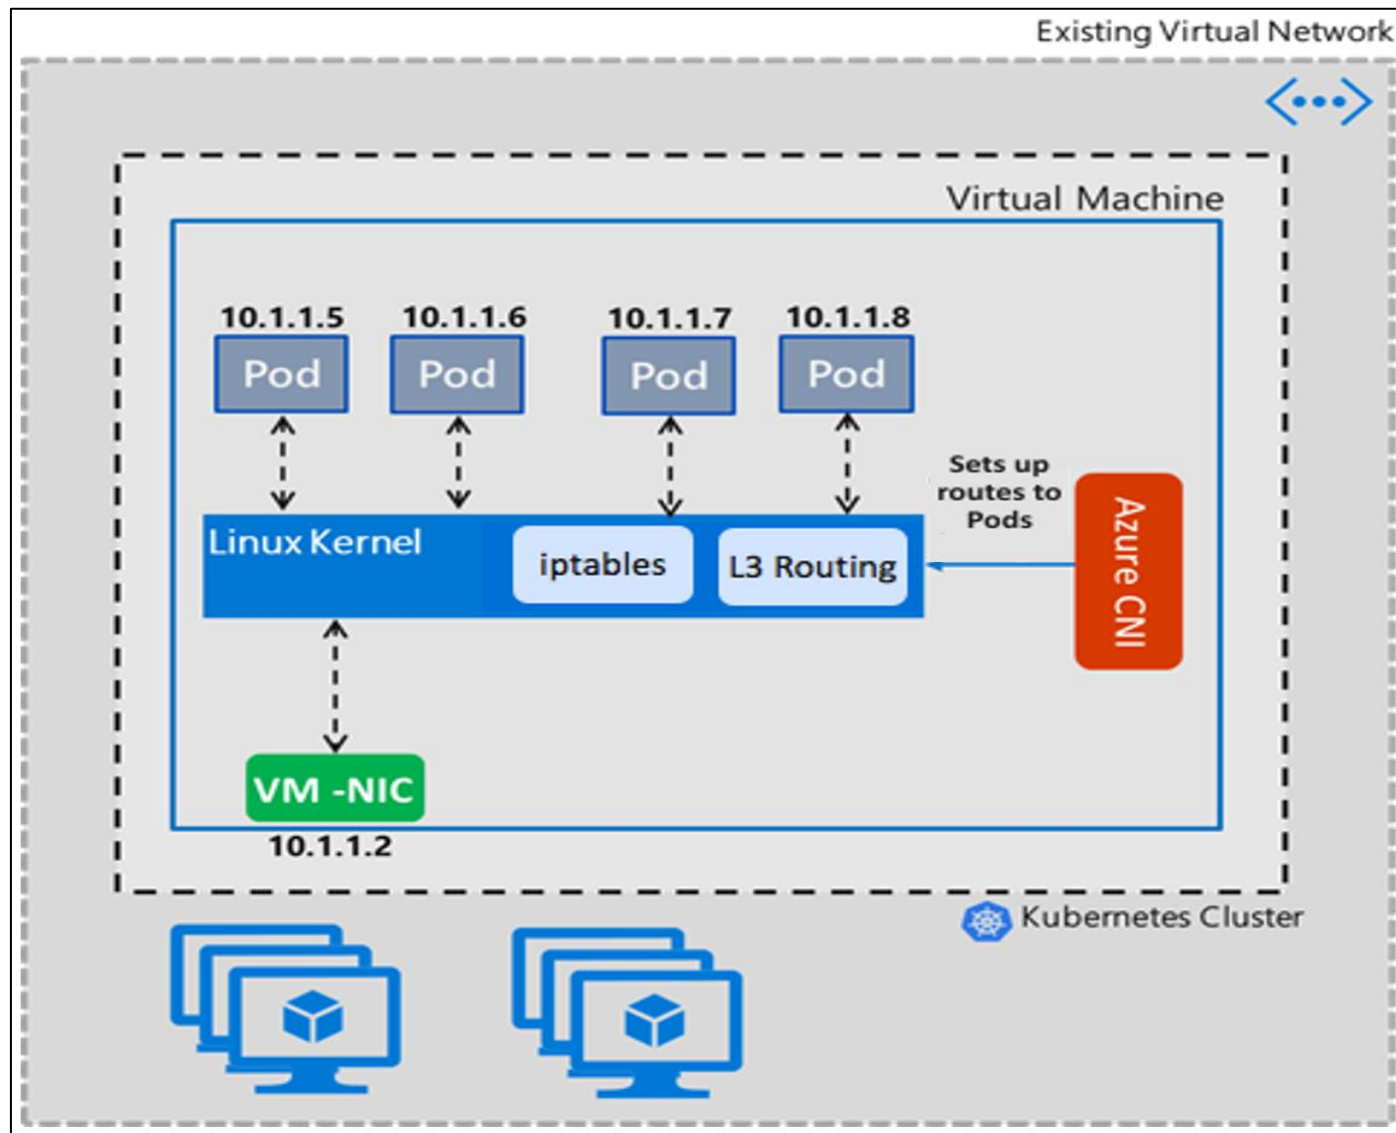 Existing Virtual Network
Virtual Machine
10.1.1.5
10.1.1.6
10.1.1.7
10.1.1.8
Pod
Pod
Pod
Pod
Sets up
routes to
Pods
Azure CNI
Linux Kernel
iptables
L3 Routing
VM -NIC
10.1.1.2
Kubernetes Cluster